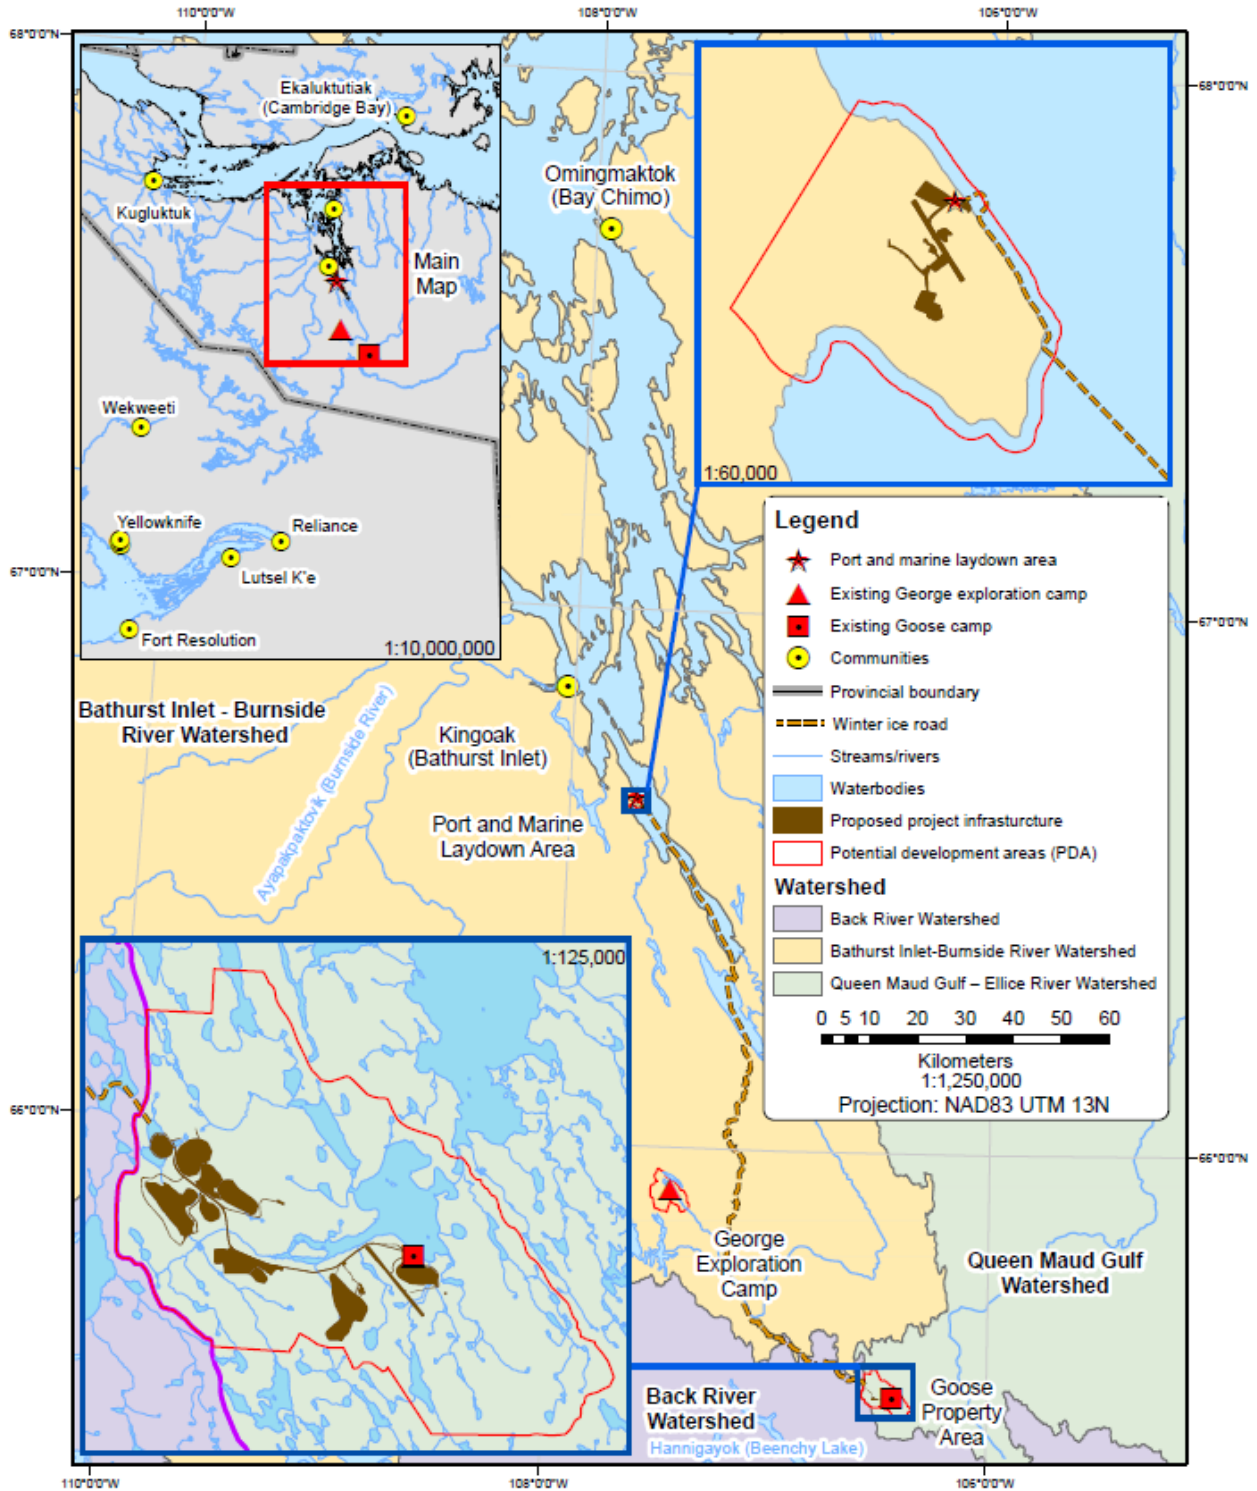 110°0'0"W
108°0'0"W
106°0'0"W
68°0'0"N
68°0'0"N
Ekaluktutiak
(Cambridge Bay)
Kugluktuk
Main
Map
Wekweeti
Yellowknife
Reliance
Lutsel K'e
Fort Resolution
1:10,000,000
Omingmaktok
(Bay Chimo)
1:60,000
67°0'0"N
67°0'0"N
Legend
Port and marine laydown area
Existing George exploration camp
Existing Goose camp
Communities
Provincial boundary
Winter ice road
Streams/rivers
Waterbodies
Proposed project infrasturcture
Potential development areas (PDA)
Watershed
Back River Watershed
Bathurst Inlet-Burnside River Watershed
Queen Maud Gulf – Ellice River Watershed
0 5 10 20 30 40 50 60
Kilometers
1:1,250,000
Projection: NAD83 UTM 13N
Bathurst Inlet - Burnside
River Watershed
Ayapakpaktovik (Burnside River)
Kingoak
(Bathurst Inlet)
Port and Marine
Laydown Area
1:125,000
66°0'0"N
66°0'0"N
George
Exploration
Camp
Queen Maud Gulf
Watershed
Back River
Watershed
Hannigayok (Beenchy Lake)
Goose
Property
Area
110°0'0"W
108°0'0"W
106°0'0"W